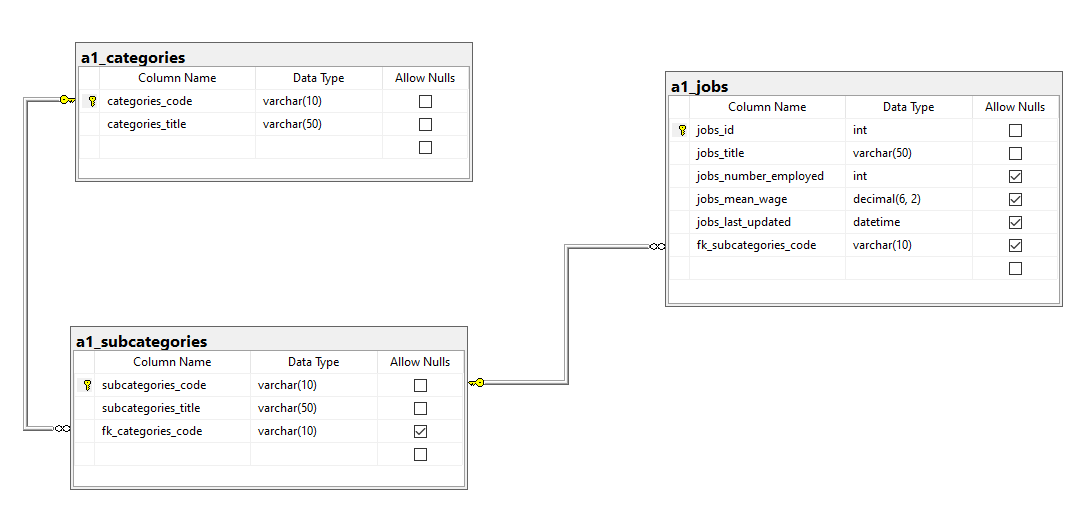 a1_categories
Column Name Data Type Allow Nulls
categories_code varchar(10)
categories_title varchar(50)
a1_jobs
Column Name Data Type Allow Nulls
jobs_id int
jobs_title varchar(50)
jobs_number_employed int
jobs_mean_wage decimal(6, 2)
jobs_last_updated datetime
fk_subcategories_code varchar(10)
a1_subcategories
Column Name Data Type Allow Nulls
subcategories_code varchar(10)
subcategories_title varchar(50)
fk_categories_code varchar(10)